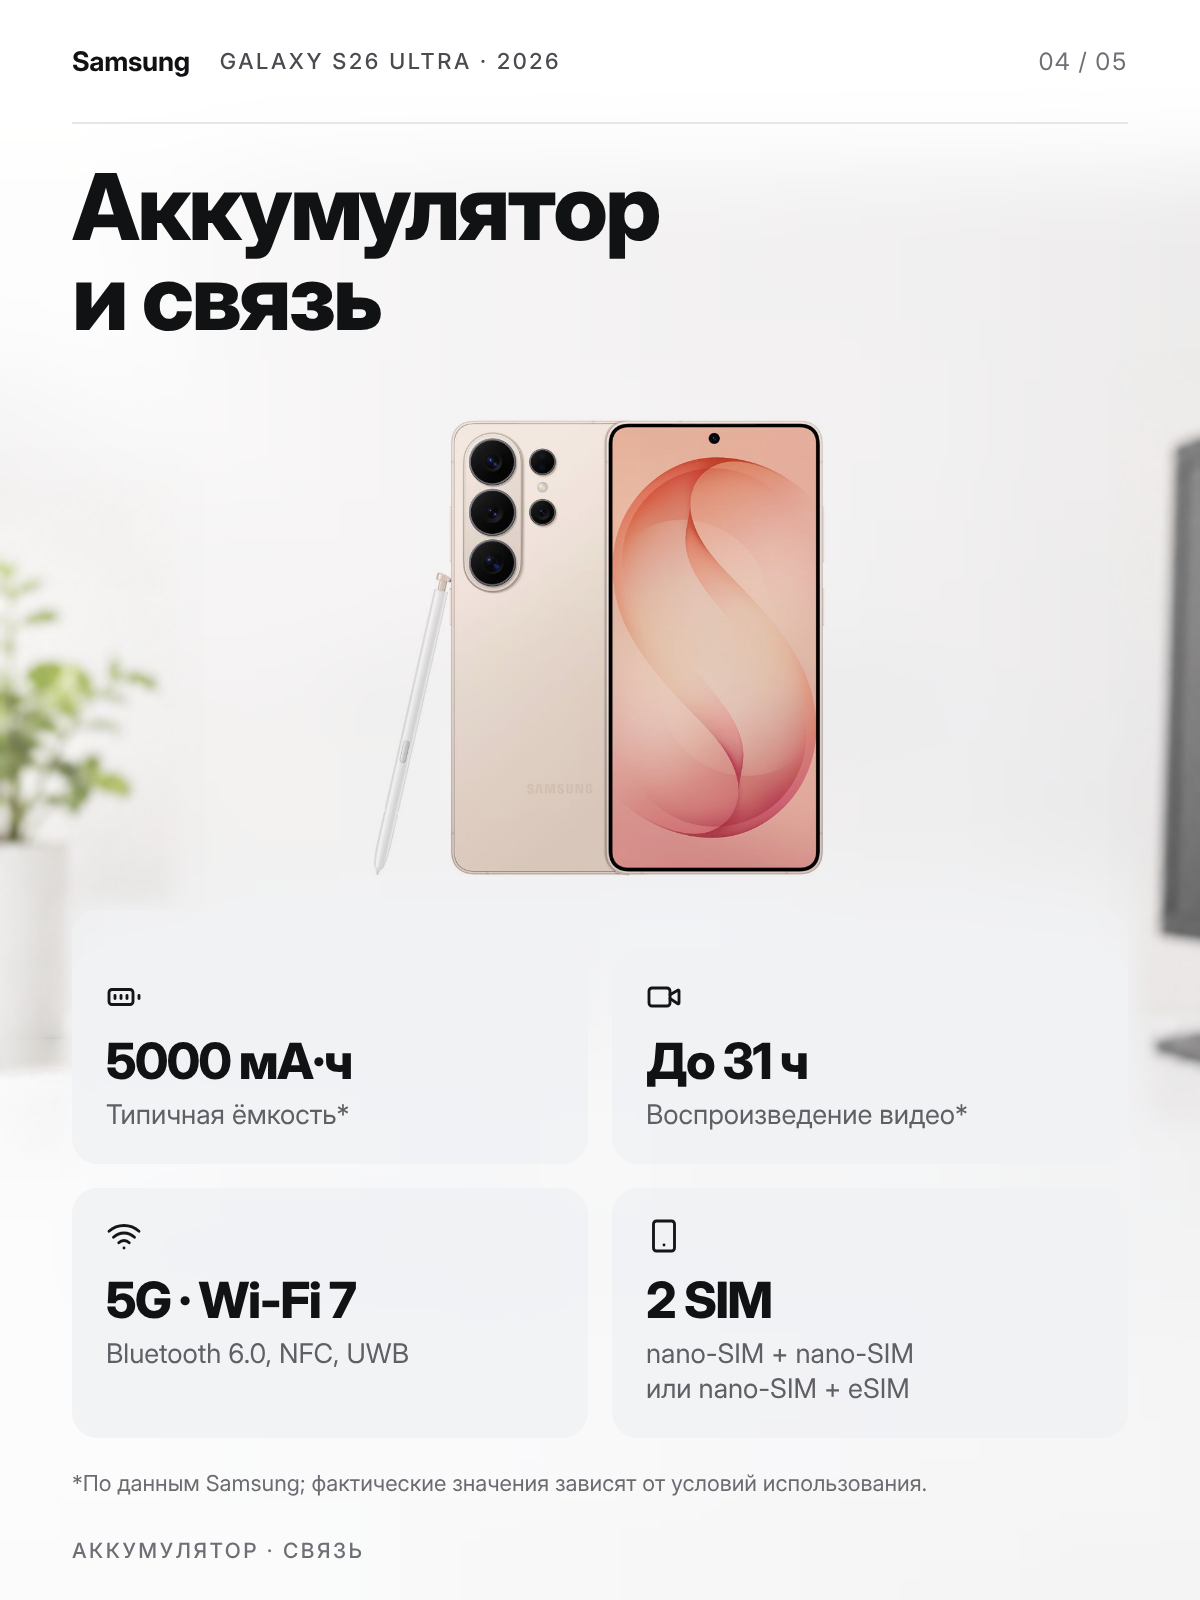 Samsung GALAXY S26 ULTRA · 2026 04 / 05
Аккумулятор
и связь
SAMSUNG
5000 мА·ч
Типичная ёмкость*
До 31 ч
Воспроизведение видео*
5G · Wi-Fi 7
Bluetooth 6.0, NFC, UWB
2 SIM
nano-SIM + nano-SIM
или nano-SIM + eSIM
*По данным Samsung; фактические значения зависят от условий использования.
АККУМУЛЯТОР · СВЯЗЬ